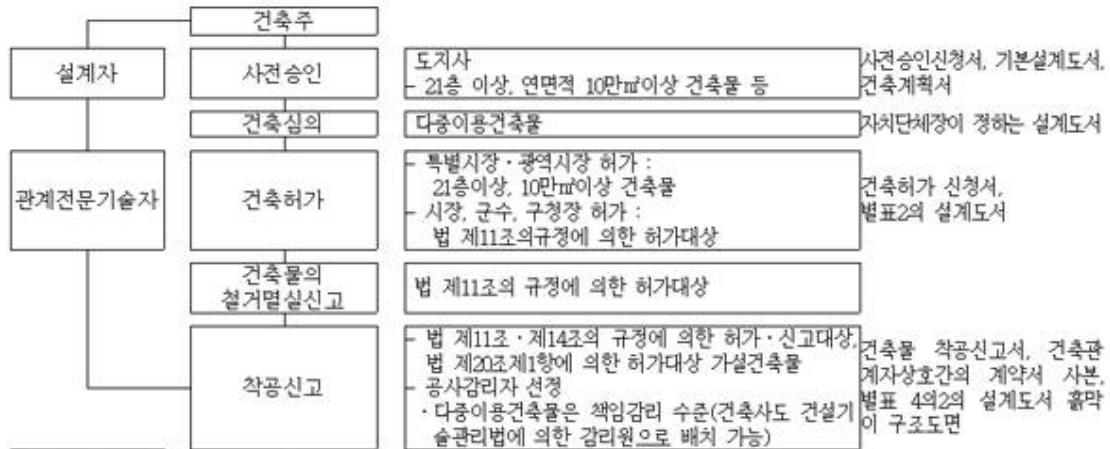 건축주
설계자
사전승인
도지사
- 21층 이상, 연면적 10만㎡이상 건축물 등
사전승인신청서, 기본설계도서,
건축계획서
건축심의
다중이용건축물
자치단체장이 정하는 설계도서
관계전문기술자
건축허가
- 특별시장·광역시장 허가 :
21층이상, 10만㎡이상 건축물
- 시장, 군수, 구청장 허가 :
법 제11조의규정에 의한 허가대상
건축허가 신청서,
별표2의 설계도서
건축물의
철거멸실신고
법 제11조의 규정에 의한 허가대상
착공신고
- 법 제11조·제14조의 규정에 의한 허가·신고대상,
법 제20조제1항에 의한 허가대상 가설건축물
- 공사감리자 선정
·다중이용건축물은 책임감리 수준(건축사도 건설기
술관리법에 의한 감리원으로 배치 가능)
건축물 착공신고서, 건축관
계자상호간의 계약서 사본,
별표 4의2의 설계도서 흙막
이 구조도면